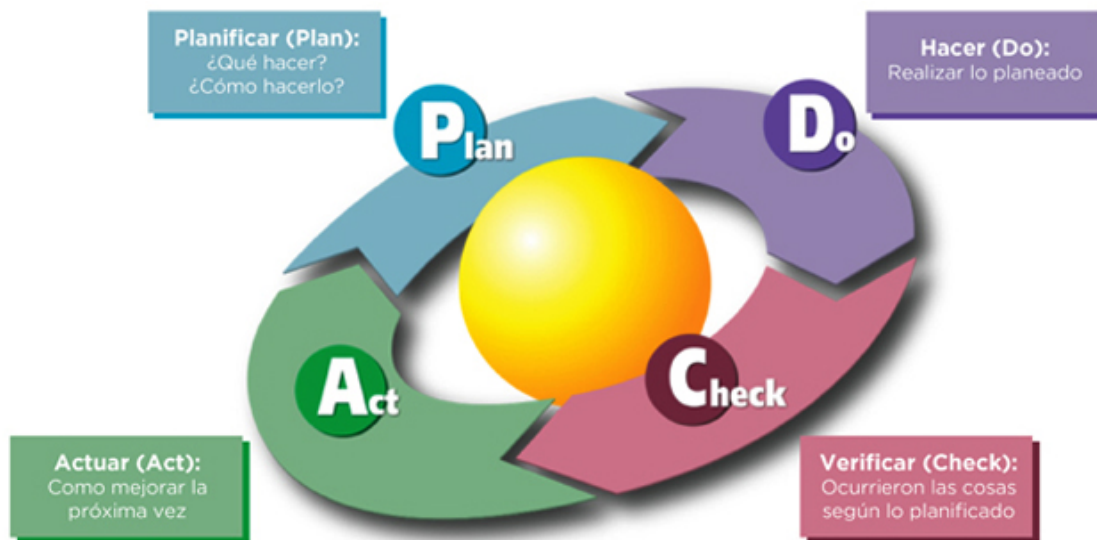 Planificar (Plan):
¿Qué hacer?
¿Cómo hacerlo?
Hacer (Do):
Realizar lo planeado
Plan
Do
Act
Check
Actuar (Act):
Como mejorar la
próxima vez
Verificar (Check):
Ocurrieron las cosas
según lo planificado